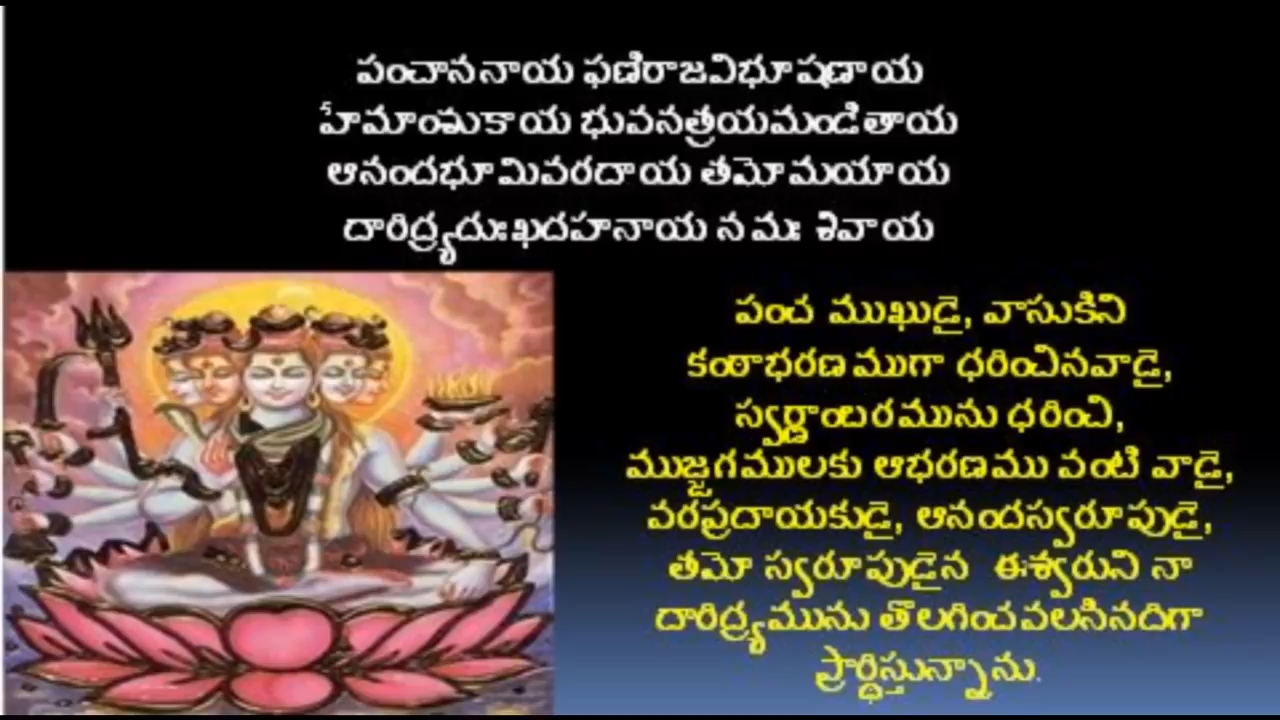 పంచాననాయ ఫణిరాజవిభూషణాయ
హేమాంశుకాయ భువనత్రయమండితాయ
ఆనందభూమివరదాయ తమోమయాయ
దారిద్ర్యదుఃఖదహనాయ నమః శివాయ
పంచ ముఖుడై, వాసుకిని
కంఠాభరణముగా ధరించినవాడై,
స్వర్ణాంబరమును ధరించి,
ముజ్జగములకు ఆభరణము వంటి వాడై,
వరప్రదాయకుడై, ఆనందస్వరూపుడై,
తమో స్వరూపుడైన ఈశ్వరుని నా
దారిద్ర్యమును తొలగించవలసినదిగా
ప్రార్థిస్తున్నాను.